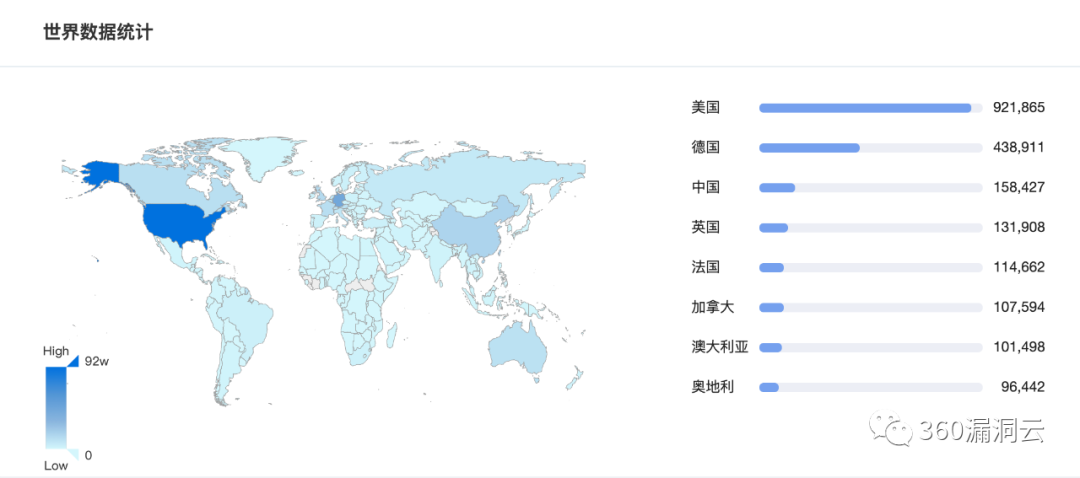 世界数据统计
High
92w
0
Low
美国 921,865
德国 438,911
中国 158,427
英国 131,908
法国 114,662
加拿大 107,594
澳大利亚 101,498
奥地利 96,442
360漏洞云